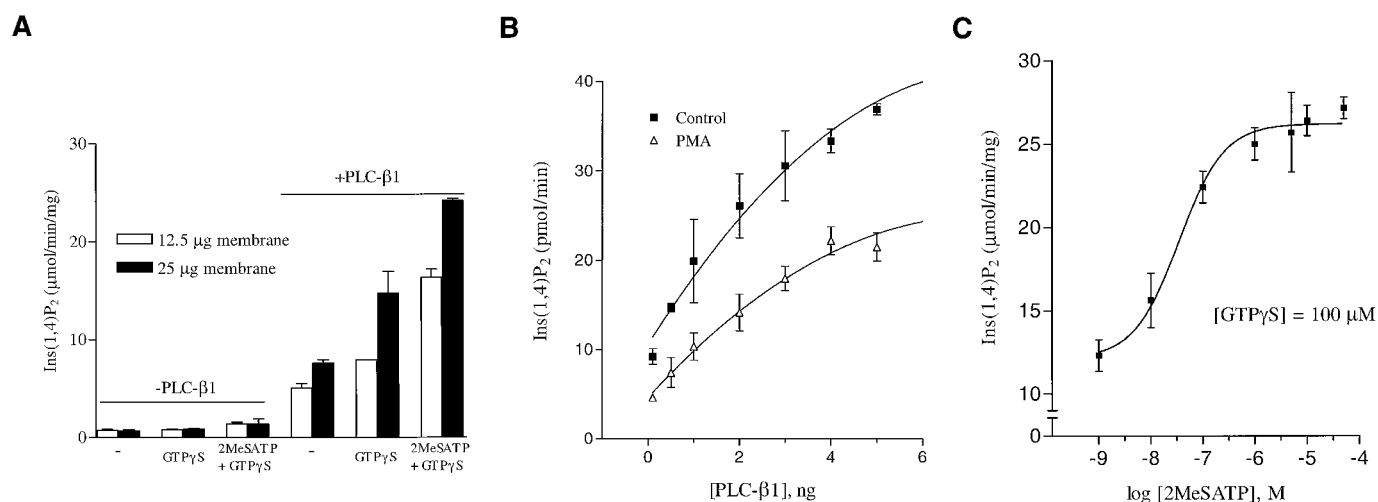 A
Ins(1,4)P2 (µmol/min/mg)
40
30
20
10
0
+PLC-β1
12.5 µg membrane
25 µg membrane
-PLC-β1
-
GTPγS
2MeSATP
+ GTPγS
-
GTPγS
2MeSATP
+ GTPγS
B
Ins(1,4)P2 (pmol/min)
40
30
20
10
0
Control
PMA
0
2
4
6
[PLC-β1], ng
C
Ins(1,4)P2 (µmol/min/mg)
30
25
20
15
10
0
[GTPγS] = 100 µM
-9
-8
-7
-6
-5
-4
log [2MeSATP], M